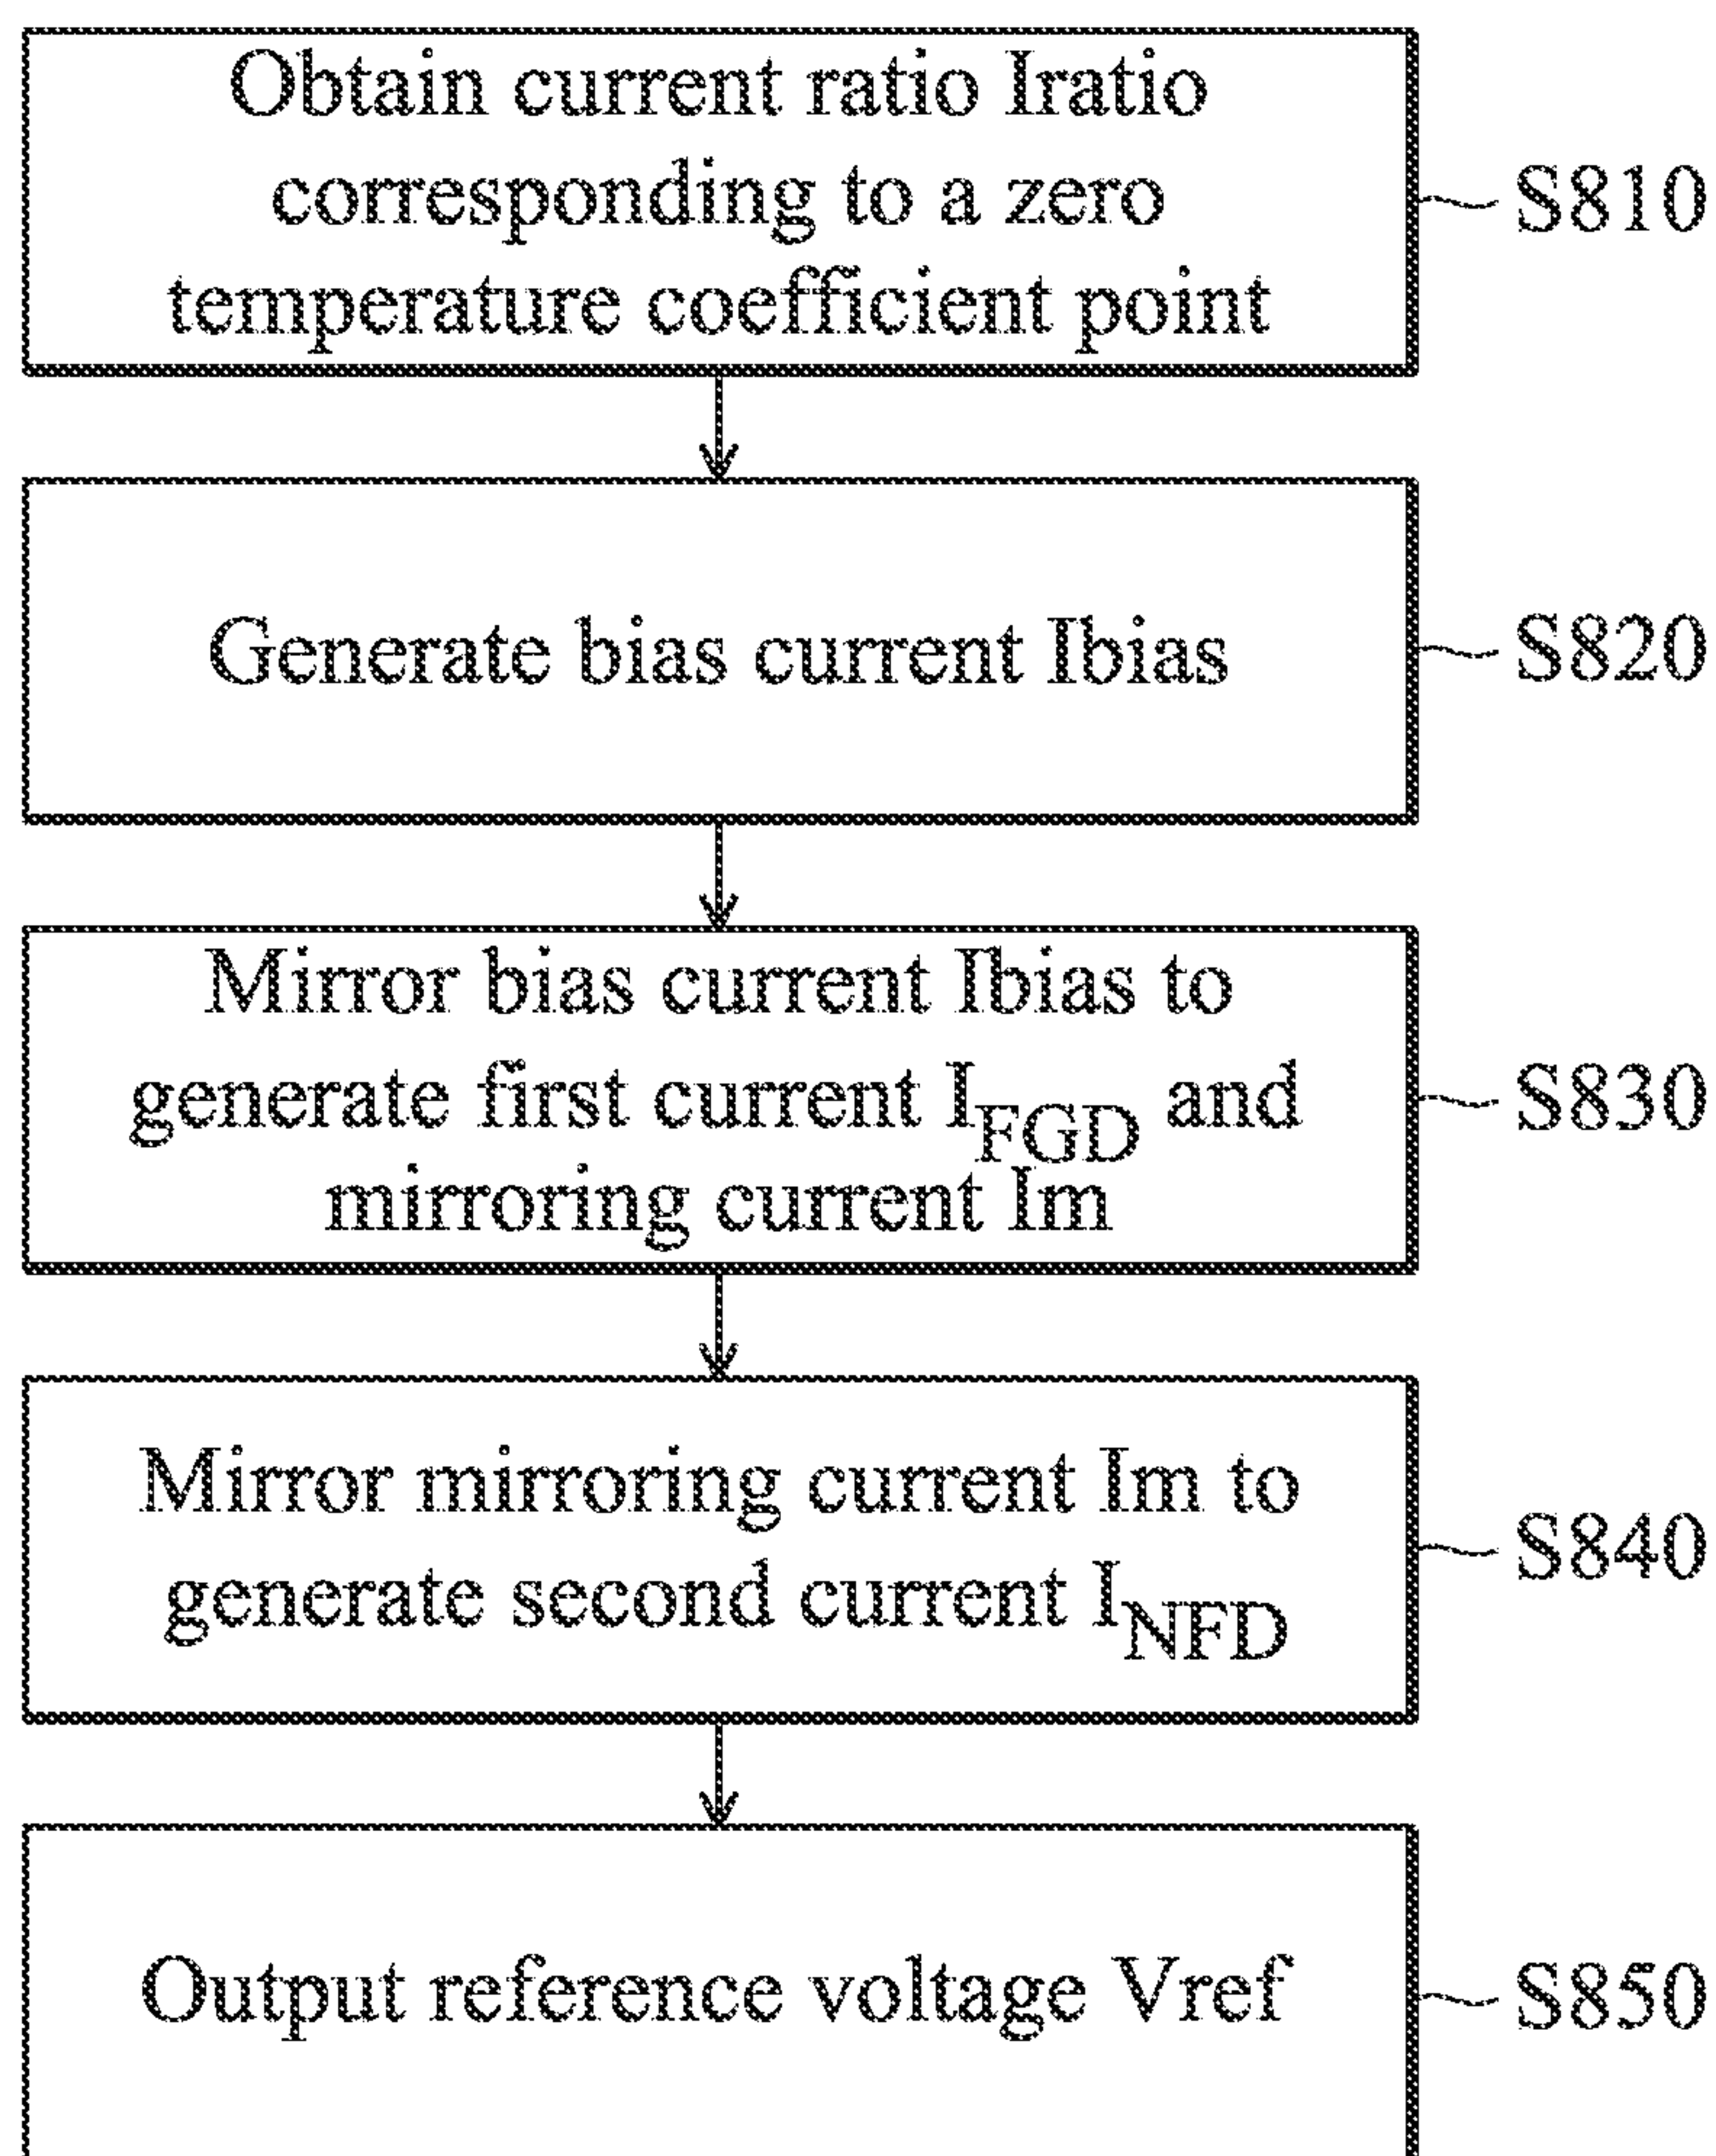 Obtain current ratio Iratio
corresponding to a zero
temperature coefficient point
S810
Generate bias current Ibias
S820
Mirror bias current Ibias to
generate first current I_FGD and
mirroring current Im
S830
Mirror mirroring current Im to
generate second current I_NFD
S840
Output reference voltage Vref
S850